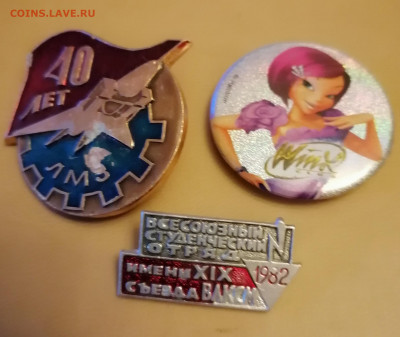 COINS.LAVE.RU
40
ЛЕТ
ЛМЗ
Winx
ВСЕСОЮЗНЫЙ
СТУДЕНЧЕСКИЙ
ОТРЯД
ИМЕНИ XIX 1982
СЪЕЗДА ВЛКСМ